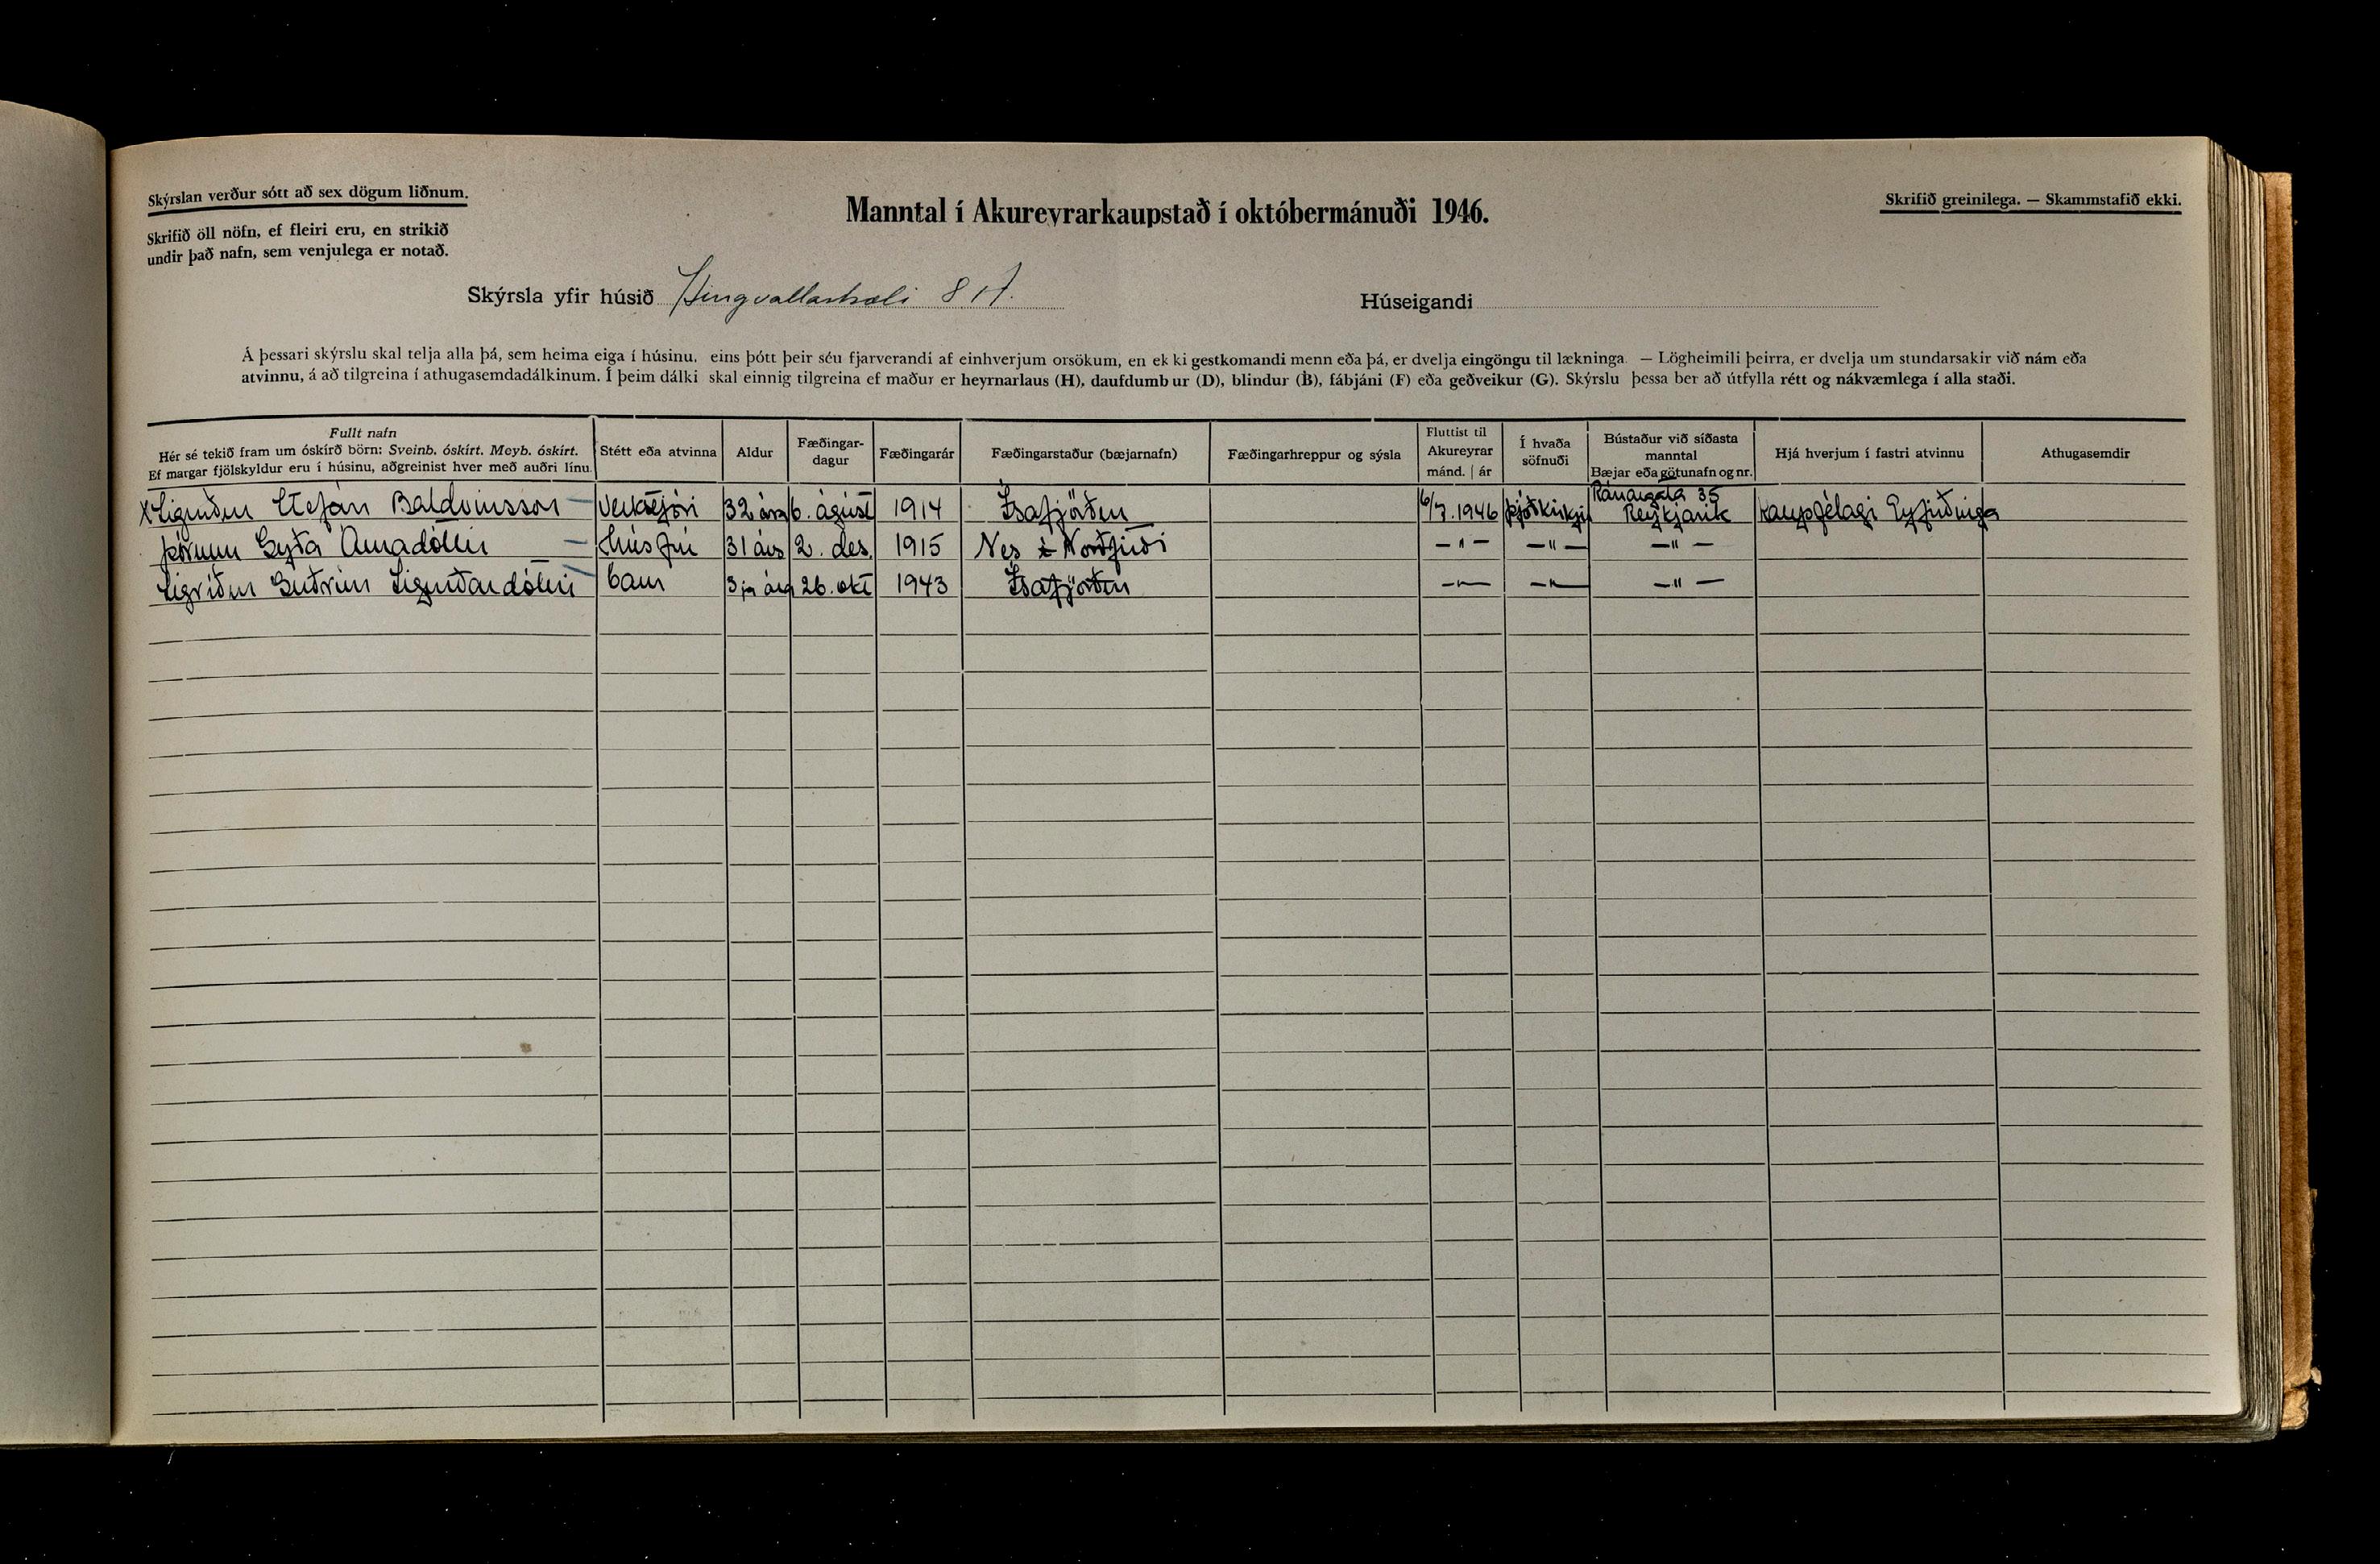 Skýrslan verður sótt að sex dögum liðnum.
Skrifið öll nöfn, ef fleiri eru, en strikið
undir það nafn, sem venjulega er notað.
Manntal í Akureyrarkaupstað í októbermánuði 1946.
Skrifið greinilega. — Skammstafið ekki.
Skýrsla yfir húsið Þingvallastræti 8 A.
Húseigandi
Á þessari skýrslu skal telja alla þá, sem heima eiga í húsinu, eins þótt þeir séu fjarverandi af einhverjum orsökum, en ekki gestkomandi menn eða þá, er dvelja eingöngu til lækninga. — Lögheimili þeirra, er dvelja um stundarsakir við nám eða
atvinnu, á að tilgreina í athugasemdadálkinum. Í þeim dálki skal einnig tilgreina ef maður er heyrnarlaus (H), daufdumbur (D), blindur (B), fábjáni (F) eða geðveikur (G). Skýrslu þessa ber að útfylla rétt og nákvæmlega í alla staði.
Fullt nafn
Hér sé tekið fram um óskírð börn: Sveinb. óskírt. Meyb. óskírt.
Ef margar fjölskyldur eru í húsinu, aðgreinist hver með auðri línu.
Stétt eða atvinna
Aldur
Fæðingar-
dagur
Fæðingarár
Fæðingarstaður (bæjarnafn)
Fæðingarhreppur og sýsla
Fluttist til
Akureyrar
mánd. | ár
Í hvaða
söfnuði
Bústaður við síðasta
manntal
Bæjar eða götunafn og nr.
Hjá hverjum í fastri atvinnu
Athugasemdir
x Sigurður Stefán Baldvinsson — Verkstjóri 32 ára 6. ágúst 1914 Ísafjörður 6/7. 1946 Þjóðkirkju Ránargata 35 Reykjavík Kaupfélagi Eyfirðinga
Þórunn Gyða Árnadóttir — húsfrú 31 árs 2. des. 1915 Nes í Norðfirði —〃— —〃— —〃—
Sigríður Guðrún Sigurðardóttir — barn 3ja ára 26. okt 1943 Ísafjörður —〃— —〃— —〃—